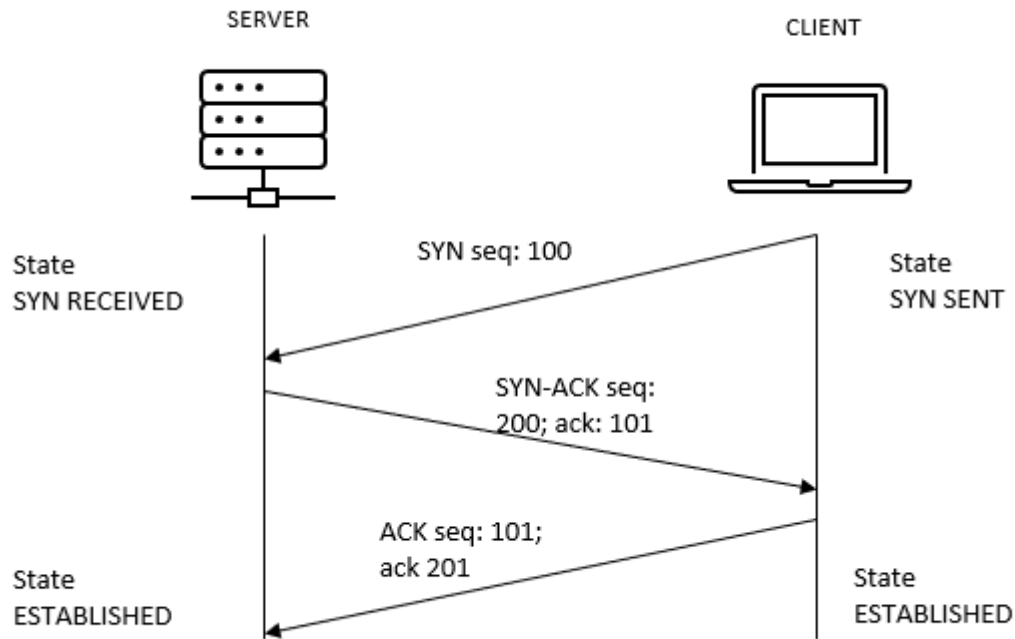 SERVER
CLIENT
SYN seq: 100
State
SYN RECEIVED
State
SYN SENT
SYN-ACK seq:
200; ack: 101
ACK seq: 101;
ack 201
State
ESTABLISHED
State
ESTABLISHED